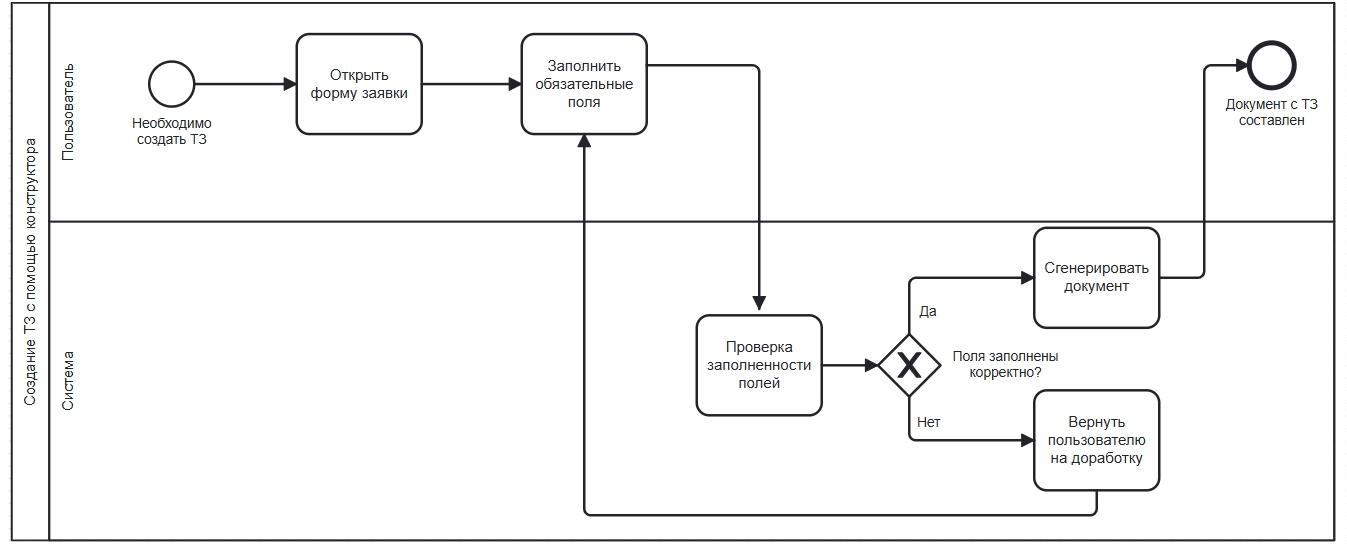 Создание ТЗ с помощью конструктора
Пользователь
Необходимо
создать ТЗ
Открыть
форму заявки
Заполнить
обязательные
поля
Документ с ТЗ
составлен
Система
Проверка
заполненности
полей
Поля заполнены
корректно?
Да
Сгенерировать
документ
Нет
Вернуть
пользователю
на доработку